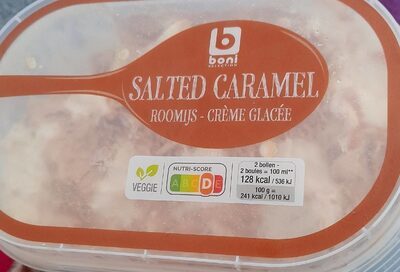 b
boni
SELECTION
SALTED CARAMEL
ROOMIJS - CRÈME GLACÉE
VEGGIE
NUTRI-SCORE
A B C D E
2 bollen -
2 boules = 100 ml**
128 kcal / 536 kJ
100 g =
241 kcal / 1010 kJ